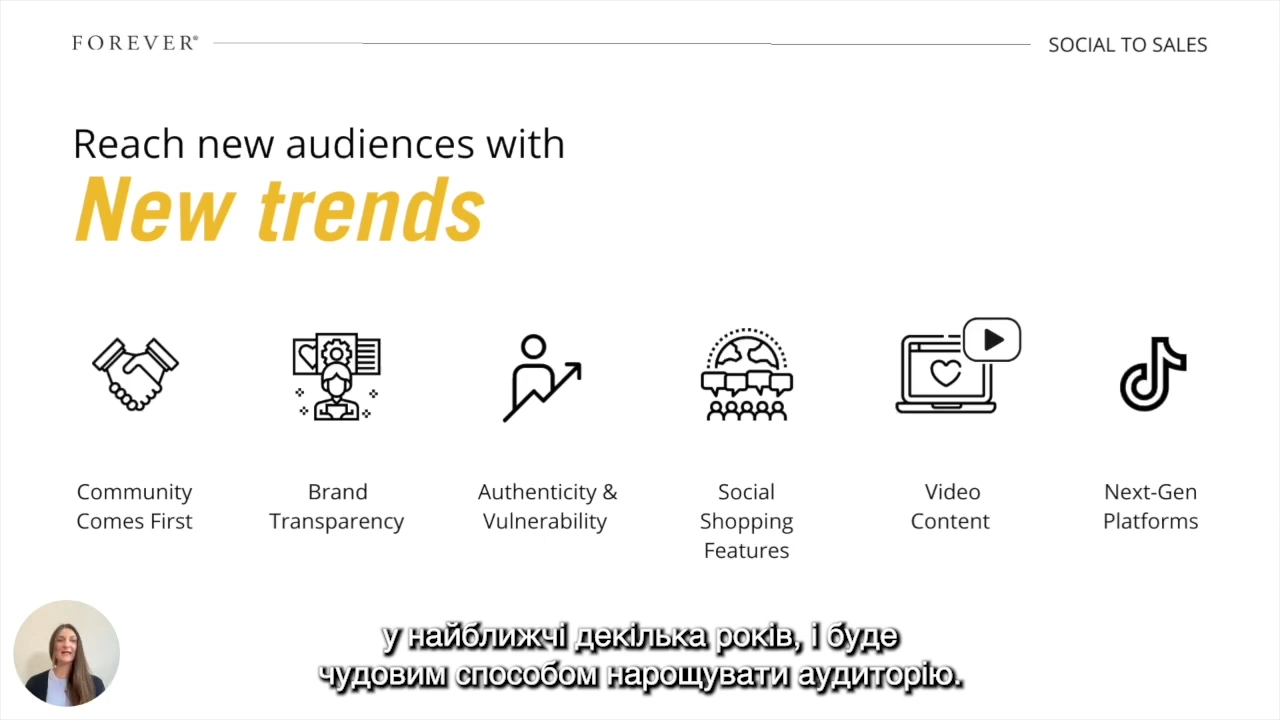 FOREVER®
SOCIAL TO SALES
Reach new audiences with
New trends
Community
Comes First
Brand
Transparency
Authenticity &
Vulnerability
Social
Shopping
Features
Video
Content
Next-Gen
Platforms
у найближчі декілька років, і буде
чудовим способом нарощувати аудиторію.